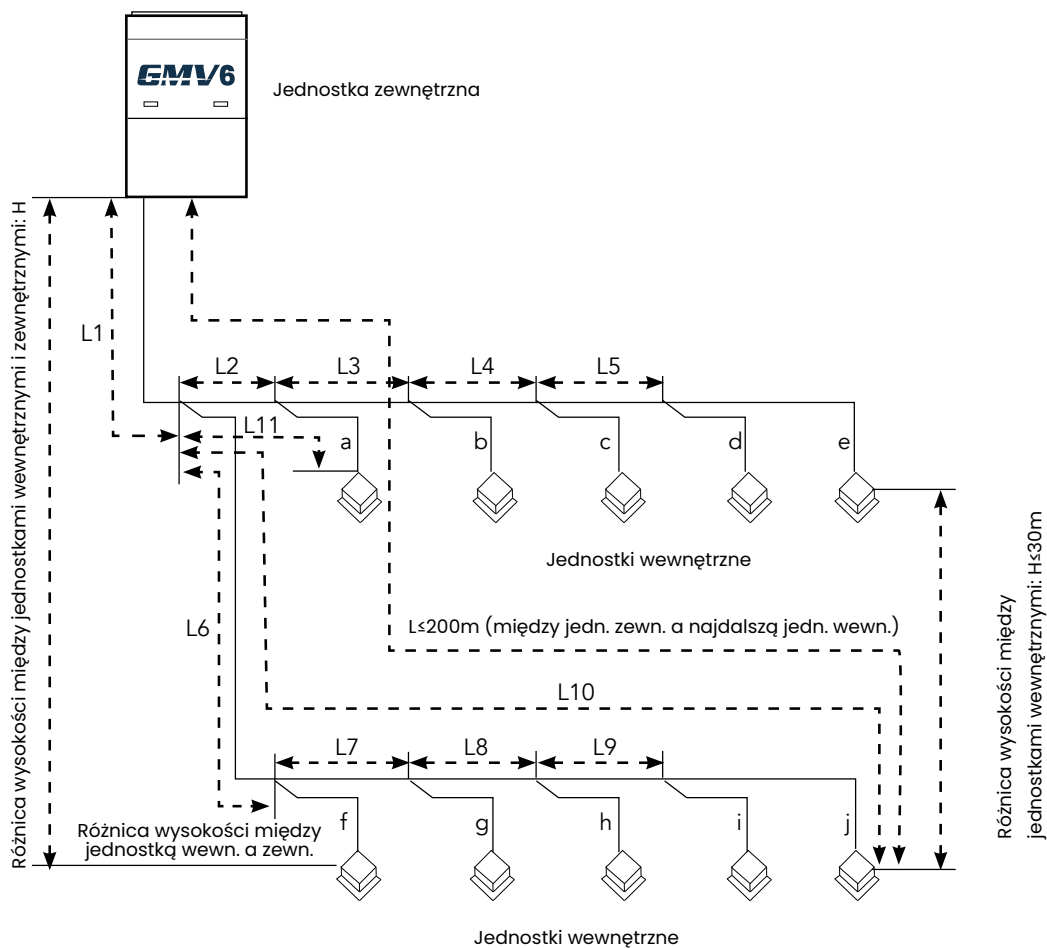 GMV6
Jednostka zewnętrzna
Różnica wysokości między jednostkami wewnętrznymi i zewnętrznymi: H
L1
L2
L3
L4
L5
L11
a
b
c
d
e
Jednostki wewnętrzne
L6
L≤200m (między jedn. zewn. a najdalszą jedn. wewn.)
Różnica wysokości między
jednostkami wewnętrznymi: H≤30m
L10
L7
L8
L9
f
g
h
i
j
Różnica wysokości między
jednostką wewn. a zewn.
Jednostki wewnętrzne